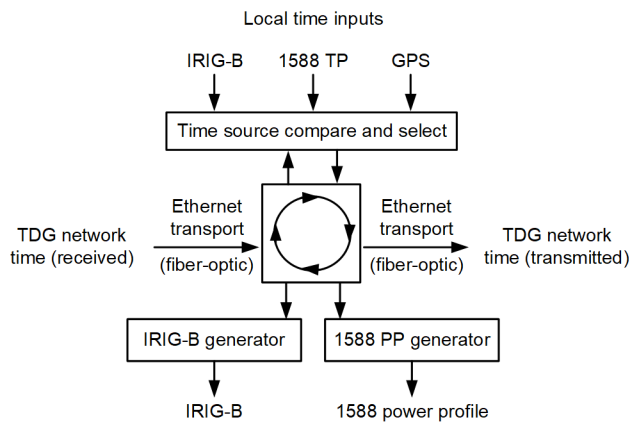 Local time inputs
IRIG-B
1588 TP
GPS
Time source compare and select
TDG network
time (received)
Ethernet
transport
(fiber-optic)
Ethernet
transport
(fiber-optic)
TDG network
time (transmitted)
IRIG-B generator
1588 PP generator
IRIG-B
1588 power profile